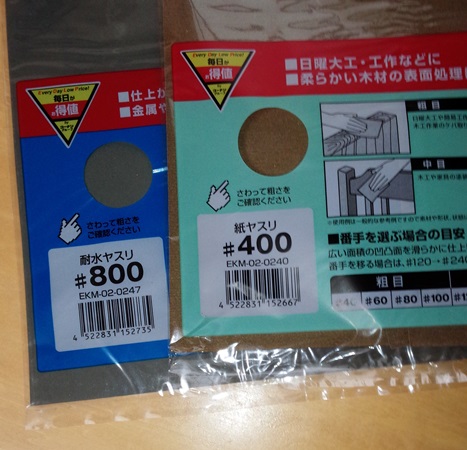 Every Day Low Price!
毎日が
お得値
■仕上が
■金属や
さわって粗さを
ご確認ください
耐水ヤスリ
#800
EKM-02-0247
4 522831 152735
Every Day Low Price!
毎日が
お得値
■日曜大工・工作などに
■柔らかい木材の表面処理に
さわって粗さを
ご確認ください
紙ヤスリ
#400
EKM-02-0240
4 522831 152667
粗目
中目
■番手を選ぶ場合の目安
広い面積の凹凸面を滑らかに仕上
番手を移る場合は、#120~#240
粗目
#40 #60 #80 #100 #1